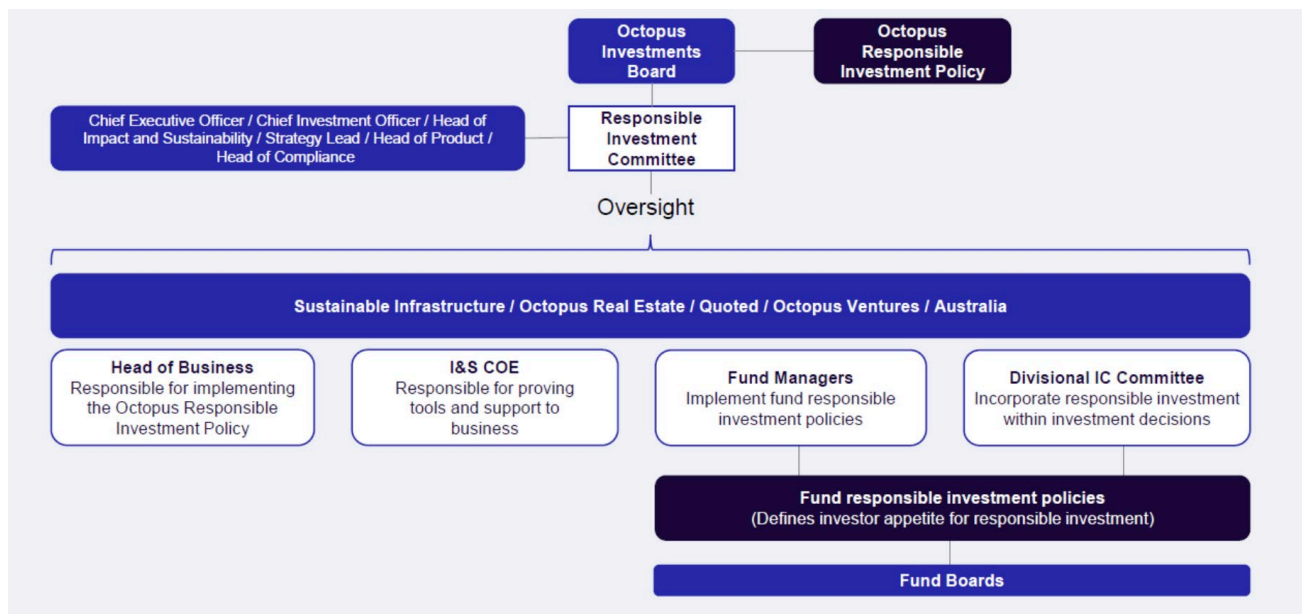 Octopus
Investments
Board
Octopus
Responsible
Investment Policy
Chief Executive Officer / Chief Investment Officer / Head of
Impact and Sustainability / Strategy Lead / Head of Product /
Head of Compliance
Responsible
Investment
Committee
Oversight
Sustainable Infrastructure / Octopus Real Estate / Quoted / Octopus Ventures / Australia
Head of Business
Responsible for implementing
the Octopus Responsible
Investment Policy
I&S COE
Responsible for proving
tools and support to
business
Fund Managers
Implement fund responsible
investment policies
Divisional IC Committee
Incorporate responsible investment
within investment decisions
Fund responsible investment policies
(Defines investor appetite for responsible investment)
Fund Boards